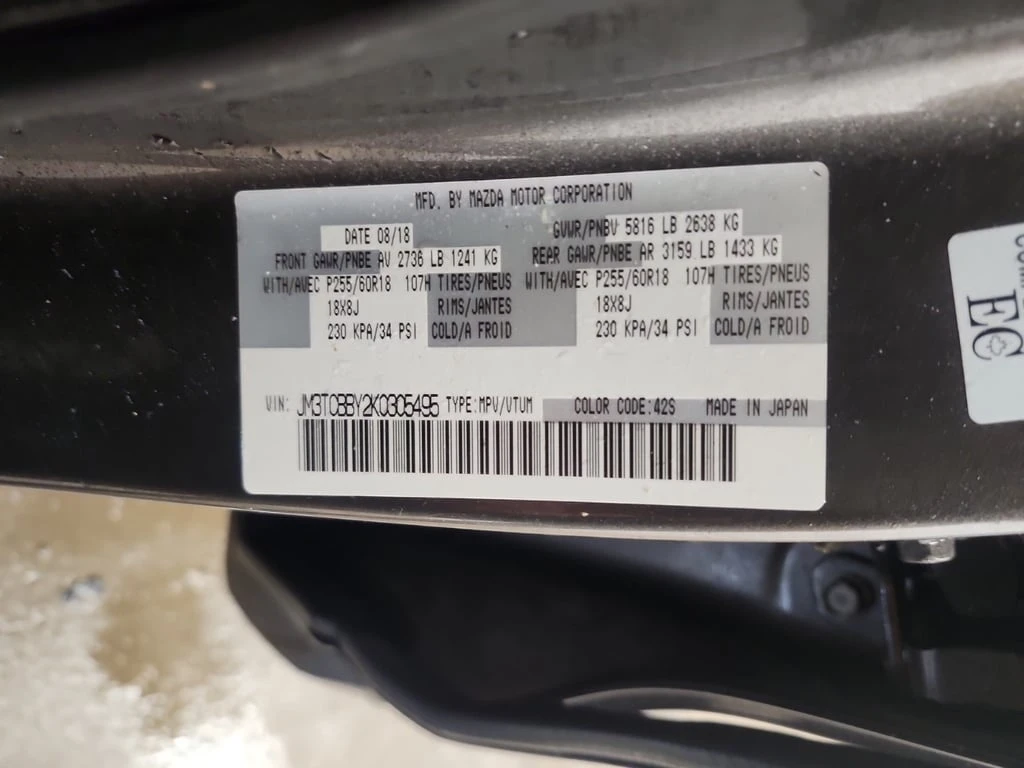 MFD. BY MAZDA MOTOR CORPORATION
DATE 08/18 GVWR/PNBV 5816 LB 2638 KG
FRONT GAWR/PNBE AV 2736 LB 1241 KG REAR GAWR/PNBE AR 3159 LB 1433 KG
WITH/AVEC P255/60R18 107H TIRES/PNEUS WITH/AVEC P255/60R18 107H TIRES/PNEUS
18X8J RIMS/JANTES 18X8J RIMS/JANTES
230 KPA/34 PSI COLD/A FROID 230 KPA/34 PSI COLD/A FROID
VIN: JM3TCBBY2K0305495 TYPE:MPV/VTUM COLOR CODE:42S MADE IN JAPAN
EC